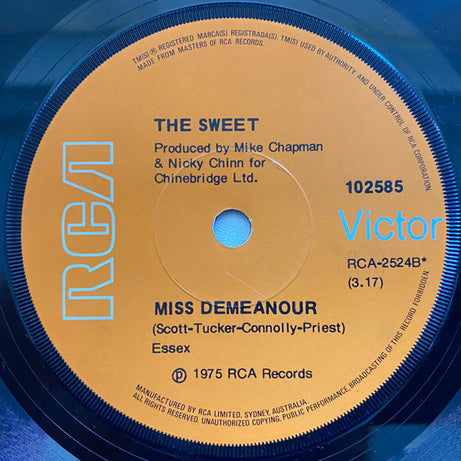 TM(S)® REGISTERED MARCA(S) REGISTRADA(S). TM(S) USED BY AUTHORITY AND UNDER CONTROL OF RCA CORPORATION.
MADE FROM MASTERS OF RCA RECORDS.
THE SWEET
Produced by Mike Chapman
& Nicky Chinn for
Chinebridge Ltd.
RCA
102585
Victor
RCA-2524B*
(3.17)
MISS DEMEANOUR
(Scott-Tucker-Connolly-Priest)
Essex
℗ 1975 RCA Records
MANUFACTURED BY RCA LIMITED, SYDNEY, AUSTRALIA.
ALL RIGHTS RESERVED. UNAUTHORIZED COPYING, PUBLIC PERFORMANCE, BROADCASTING OF THIS RECORD FORBIDDEN.